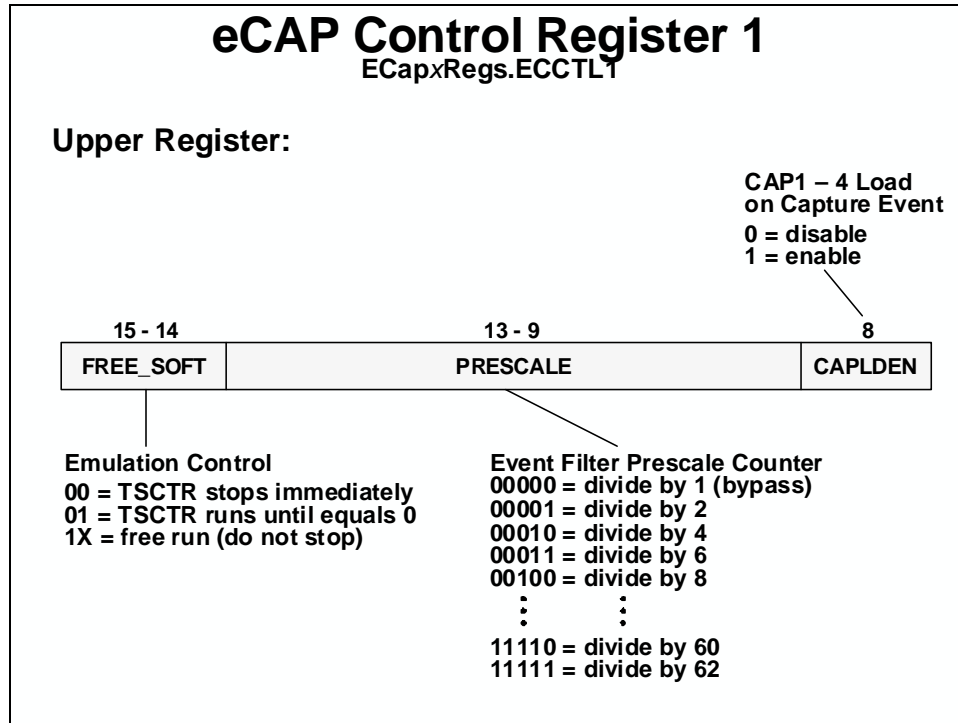 eCAP Control Register 1
ECapxRegs.ECCTL1
Upper Register:
CAP1 – 4 Load
on Capture Event
0 = disable
1 = enable
15 - 14
13 - 9
8
FREE_SOFT
PRESCALE
CAPLDEN
Emulation Control
00 = TSCTR stops immediately
01 = TSCTR runs until equals 0
1X = free run (do not stop)
Event Filter Prescale Counter
00000 = divide by 1 (bypass)
00001 = divide by 2
00010 = divide by 4
00011 = divide by 6
00100 = divide by 8
11110 = divide by 60
11111 = divide by 62